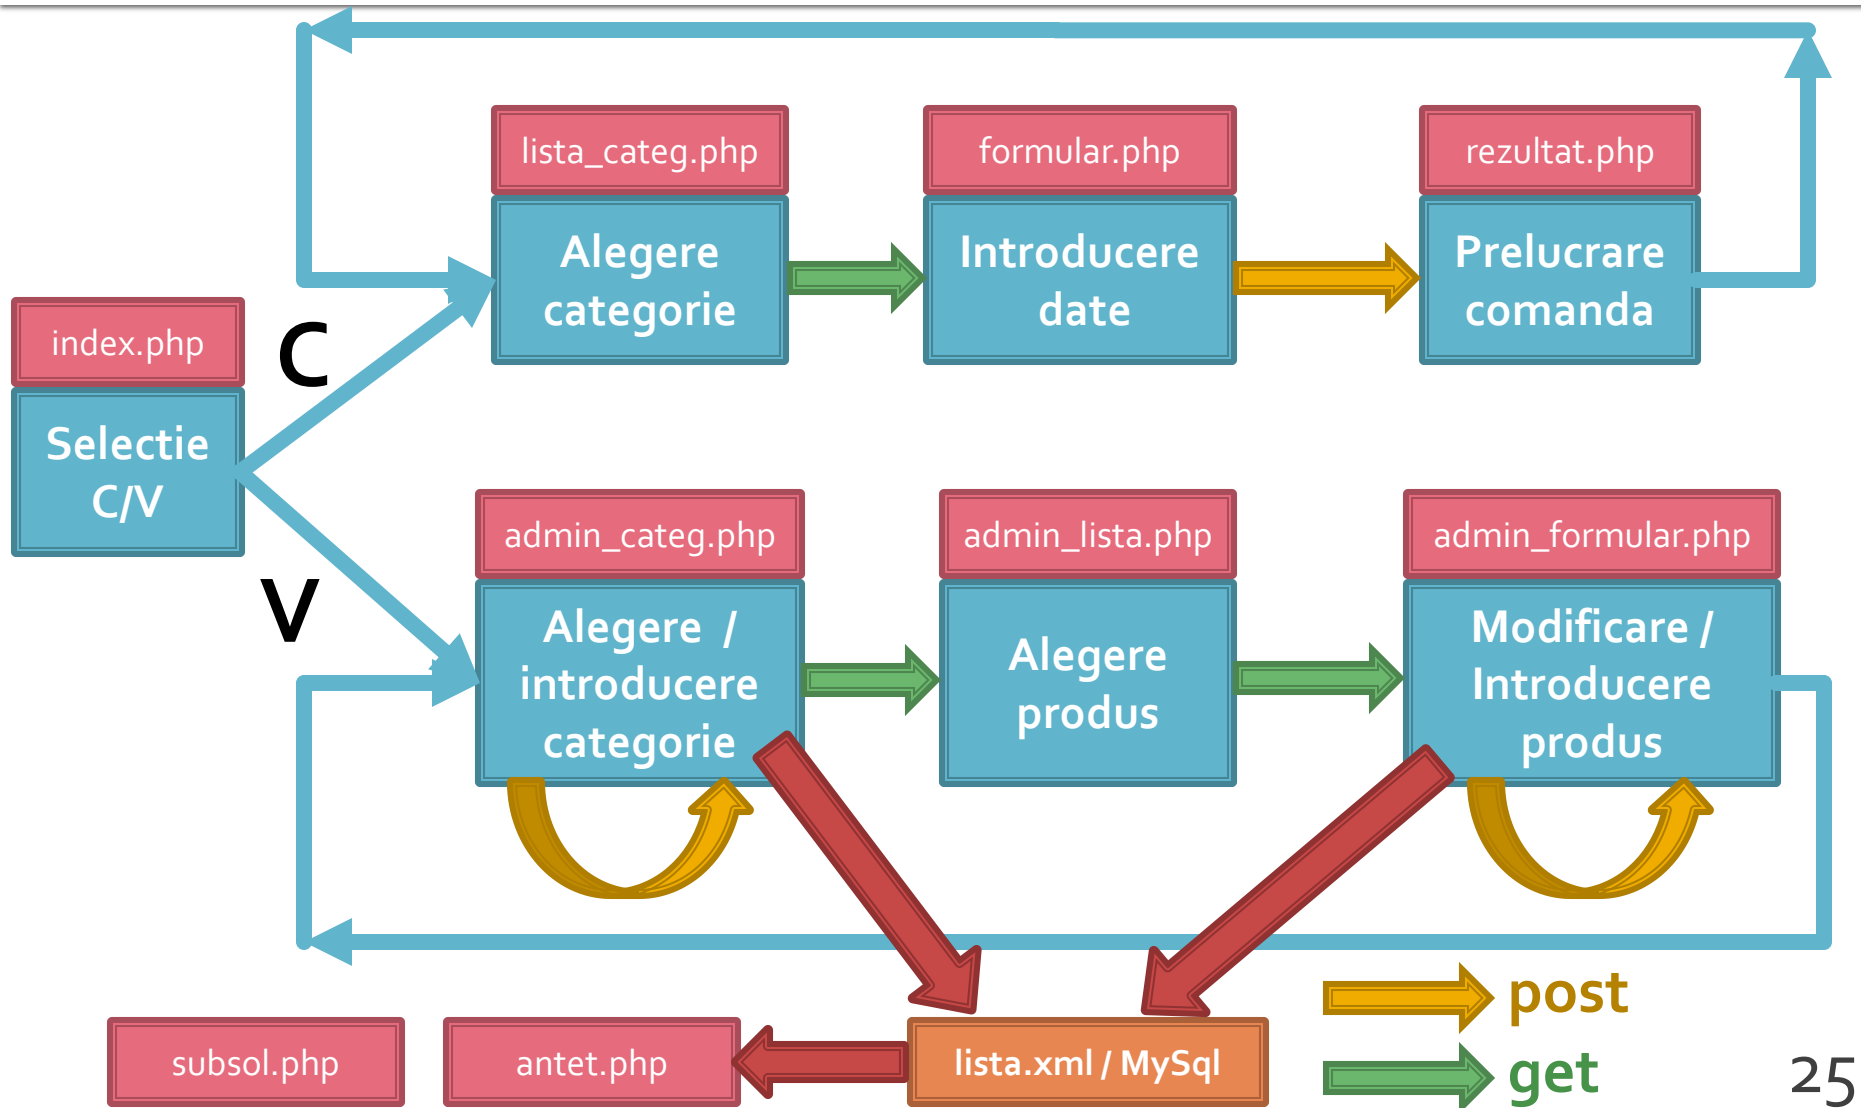 lista_categ.php
formular.php
rezultat.php
Alegere
categorie
Introducere
date
Prelucrare
comanda
index.php
C
Selectie
C/V
V
admin_categ.php
admin_lista.php
admin_formular.php
Alegere /
introducere
categorie
Alegere
produs
Modificare /
Introducere
produs
post
subsol.php
antet.php
lista.xml / MySql
get
25